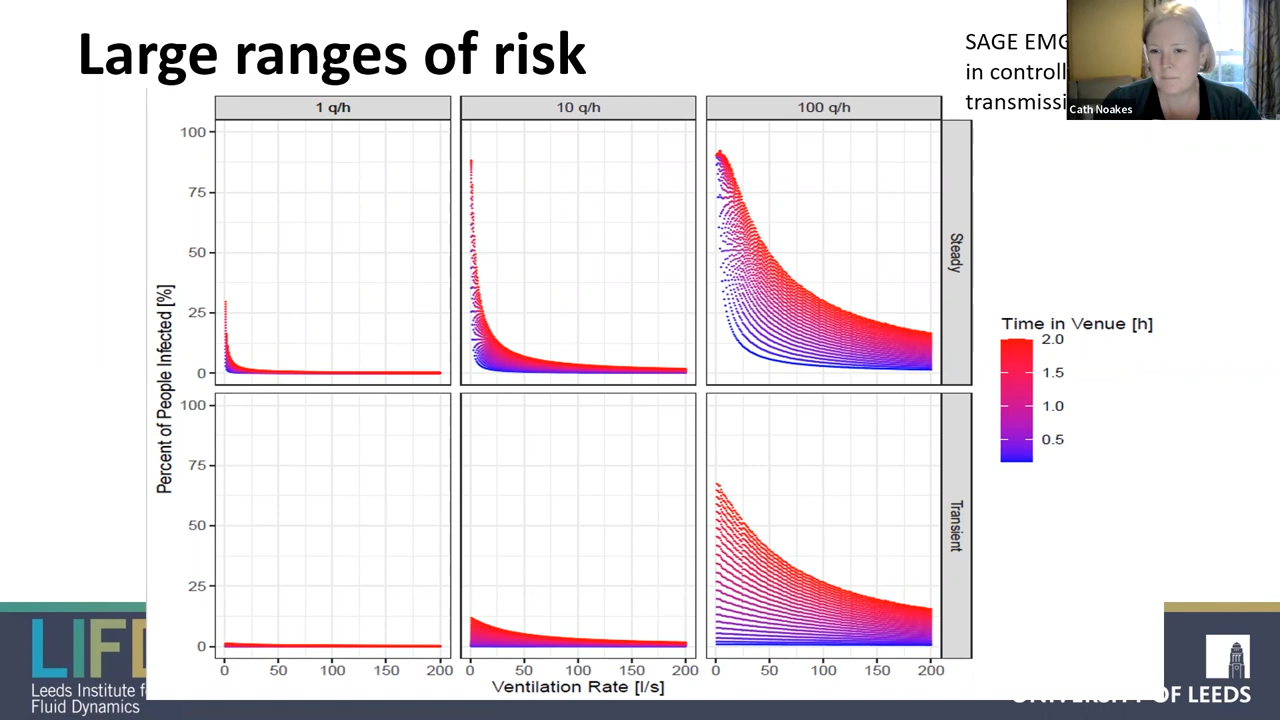 Large ranges of risk
SAGE EMG
in controll
transmissi
Cath Noakes
1 q/h
10 q/h
100 q/h
100
75
50
25
0
Steady
100
75
50
25
0
Transient
Percent of People Infected [%]
0 50 100 150 200
0 50 100 150 200
0 50 100 150 200
Ventilation Rate [l/s]
Time in Venue [h]
2.0
1.5
1.0
0.5
LIF
Leeds Institute f
Fluid Dynamics
UNIVERSITY OF LEEDS